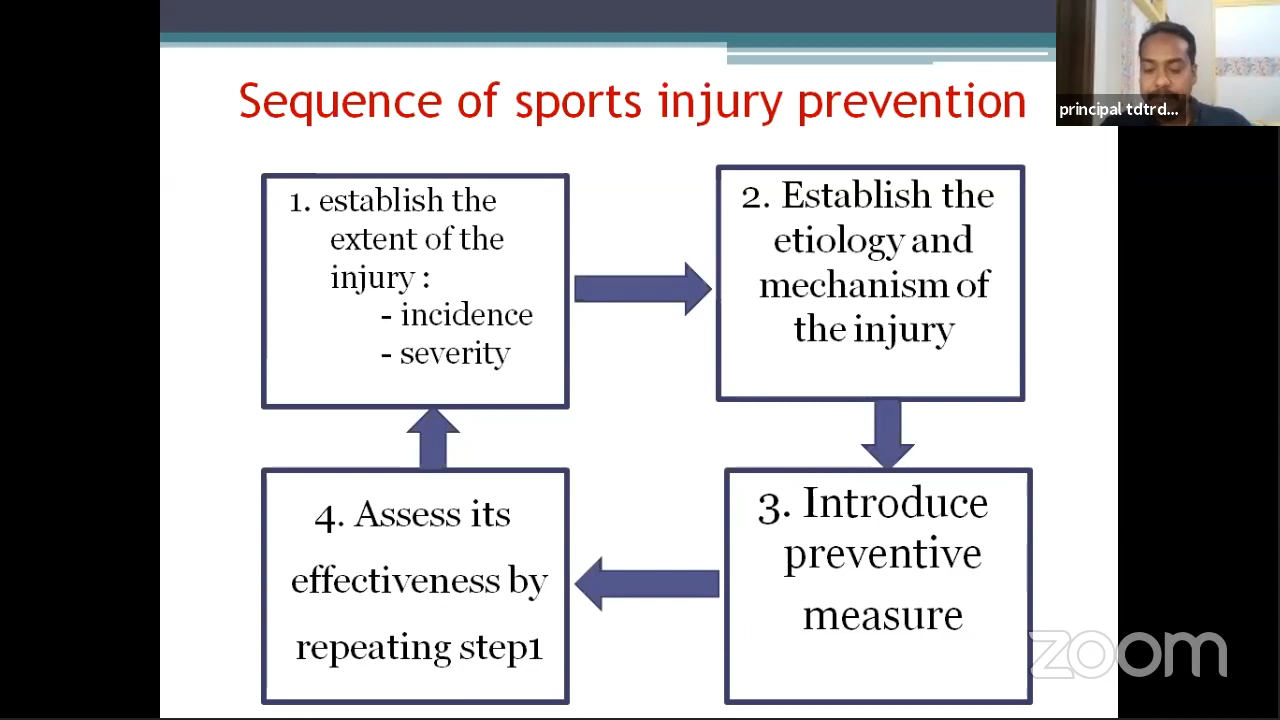 Sequence of sports injury prevention
principal tdtrd...
1. establish the
extent of the
injury :
- incidence
- severity
2. Establish the
etiology and
mechanism of
the injury
4. Assess its
effectiveness by
repeating step1
3. Introduce
preventive
measure
zoom